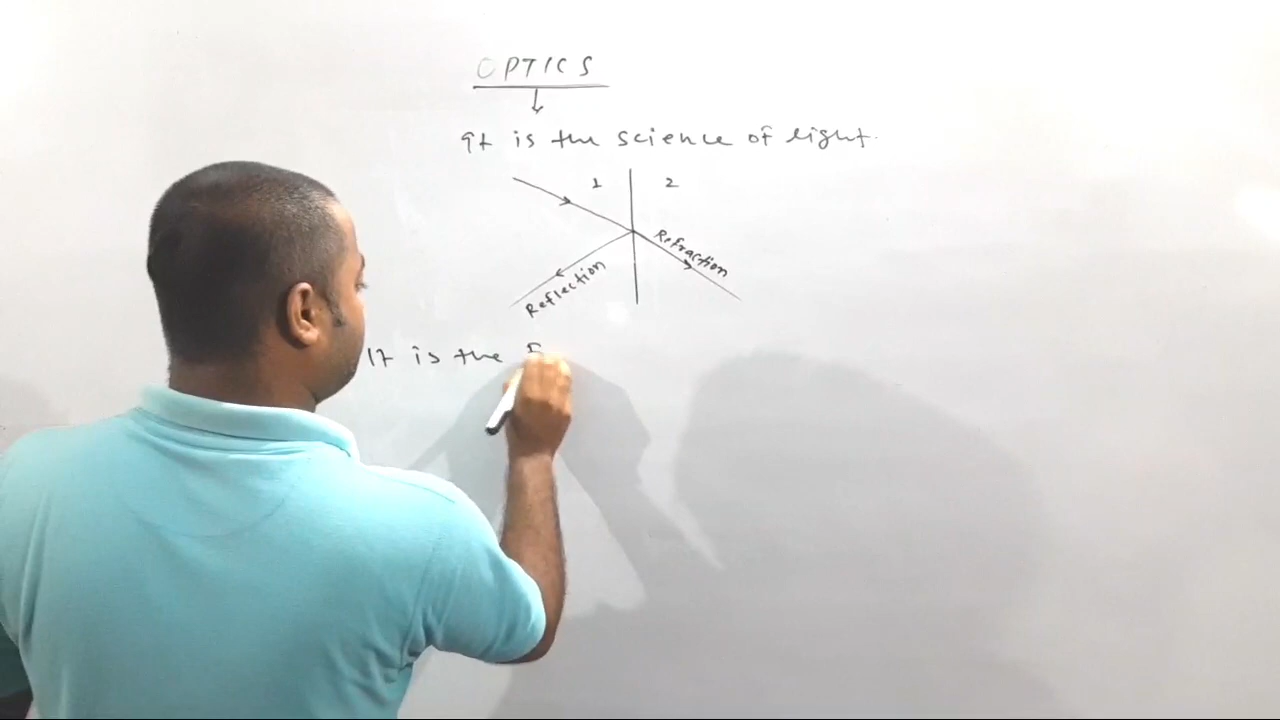 OPTICS
It is the science of light.
1 2
Refraction
Reflection
It is the